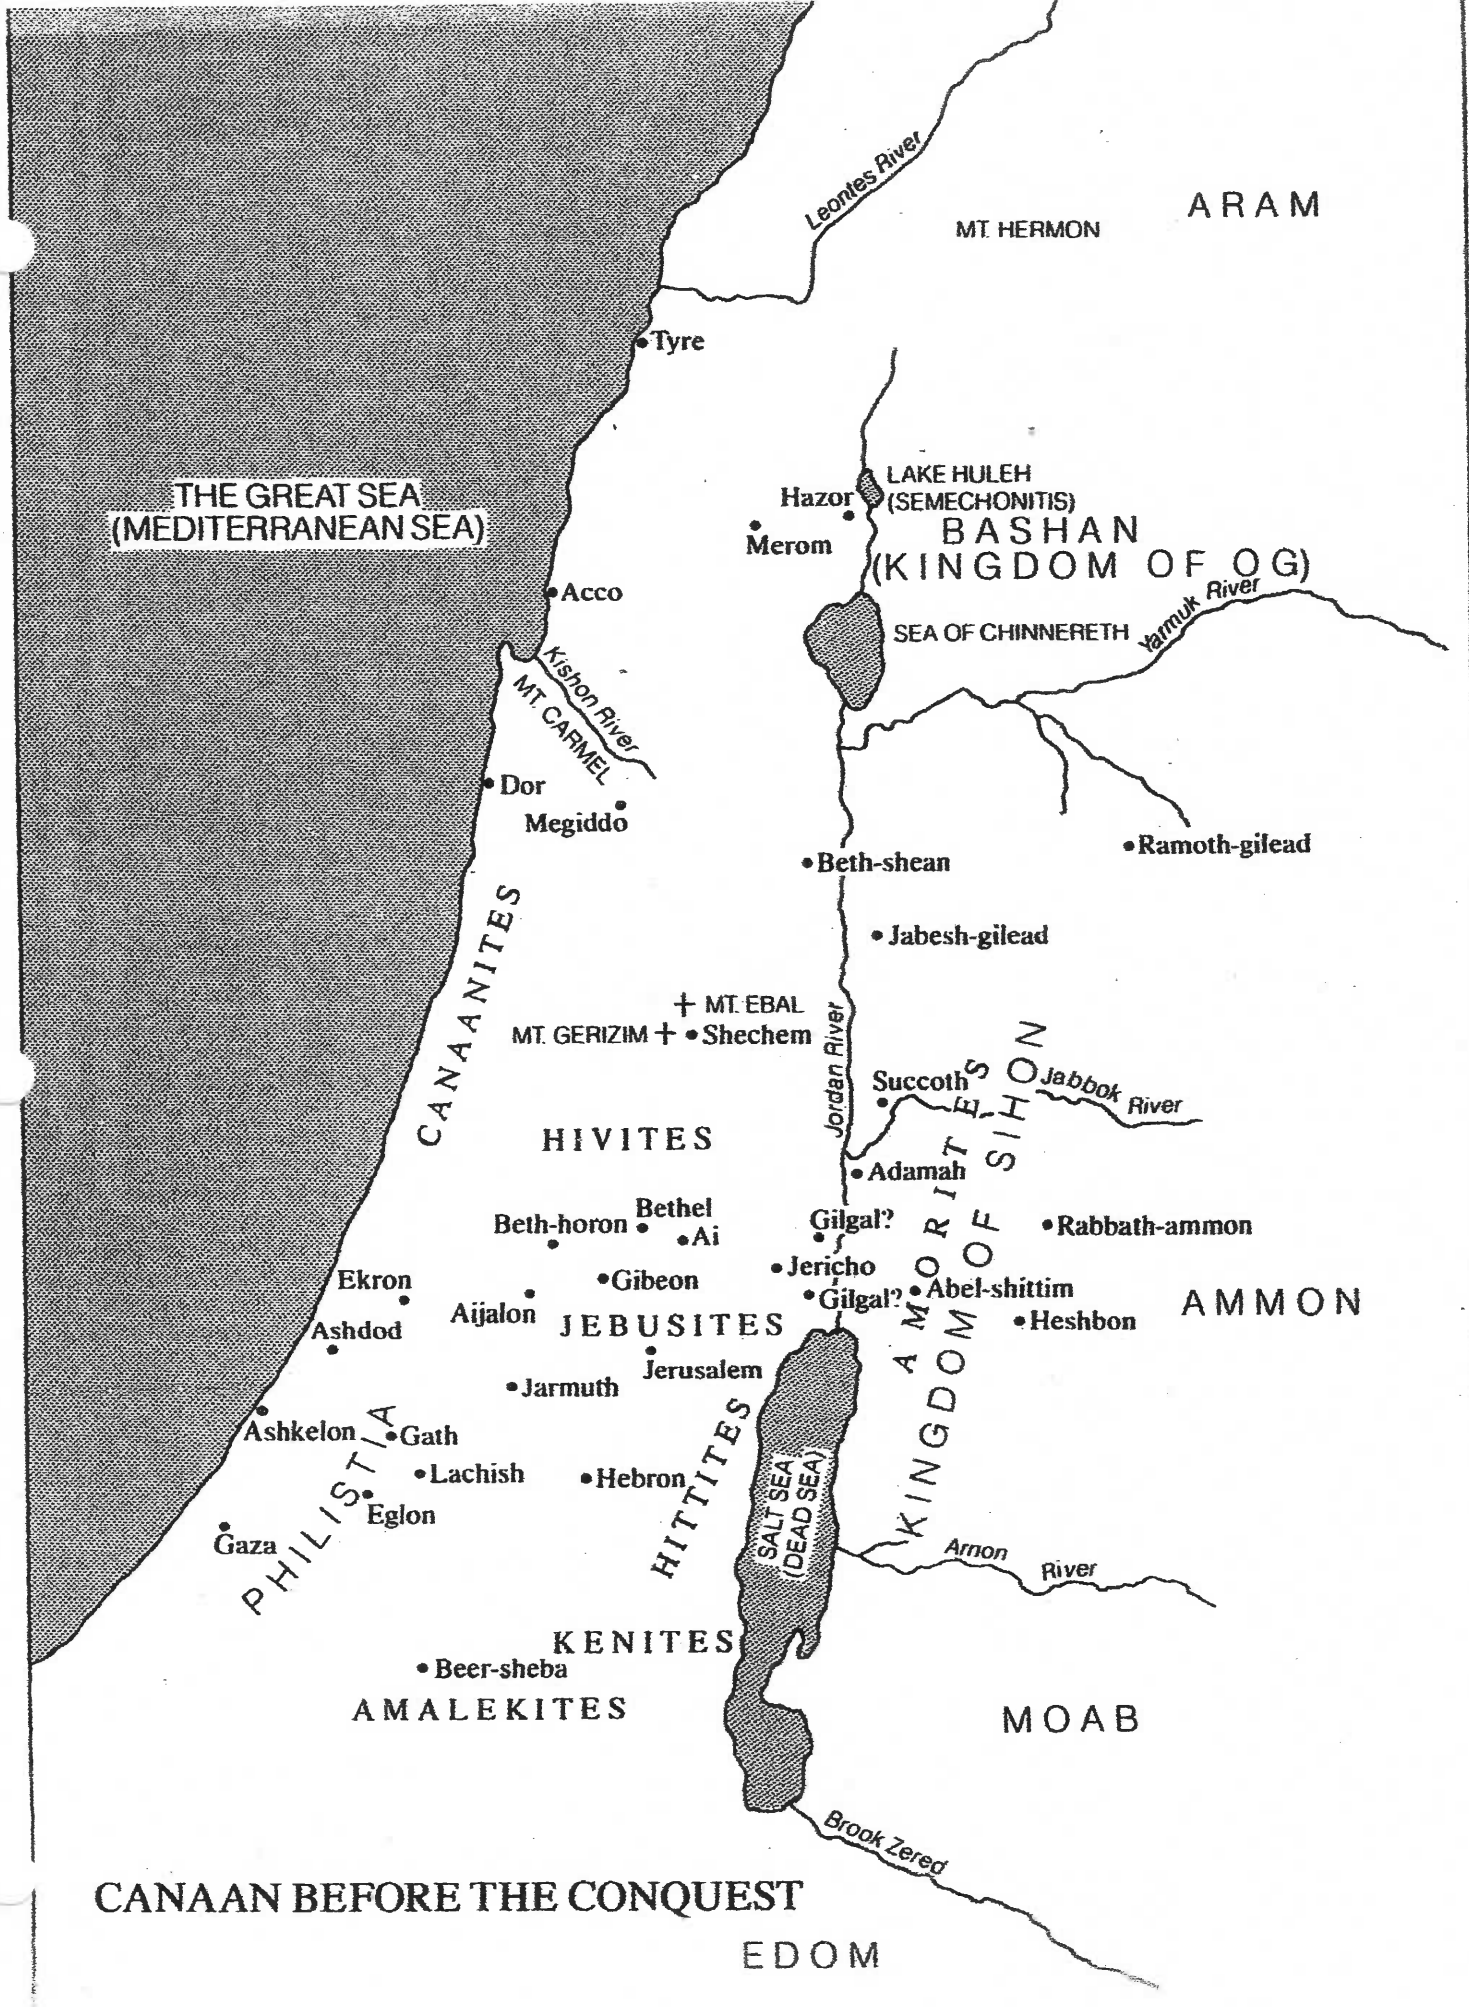 Leontes River
ARAM
MT. HERMON
Tyre
THE GREAT SEA
(MEDITERRANEAN SEA)
LAKE HULEH
(SEMECHONITIS)
Hazor
Merom
BASHAN
(KINGDOM OF OG)
Acco
Yarmuk River
SEA OF CHINNERETH
Kishon River
MT. CARMEL
Dor
Megiddo
Ramoth-gilead
Beth-shean
Jabesh-gilead
CANAANITES
MT. EBAL
MT. GERIZIM
Shechem
Jordan River
Succoth
Jabbok River
AMORITES
KINGDOM OF SIHON
HIVITES
Adamah
Bethel
Beth-horon
Ai
Gilgal?
Rabbath-ammon
Ekron
Gibeon
Jericho
Aijalon
Gilgal?
Abel-shittim
AMMON
Ashdod
JEBUSITES
Heshbon
Jerusalem
Jarmuth
Ashkelon
Gath
PHILISTIA
Lachish
Hebron
HITTITES
SALT SEA
(DEAD SEA)
Eglon
Gaza
Arnon River
KENITES
Beer-sheba
AMALEKITES
MOAB
Brook Zered
CANAAN BEFORE THE CONQUEST
EDOM